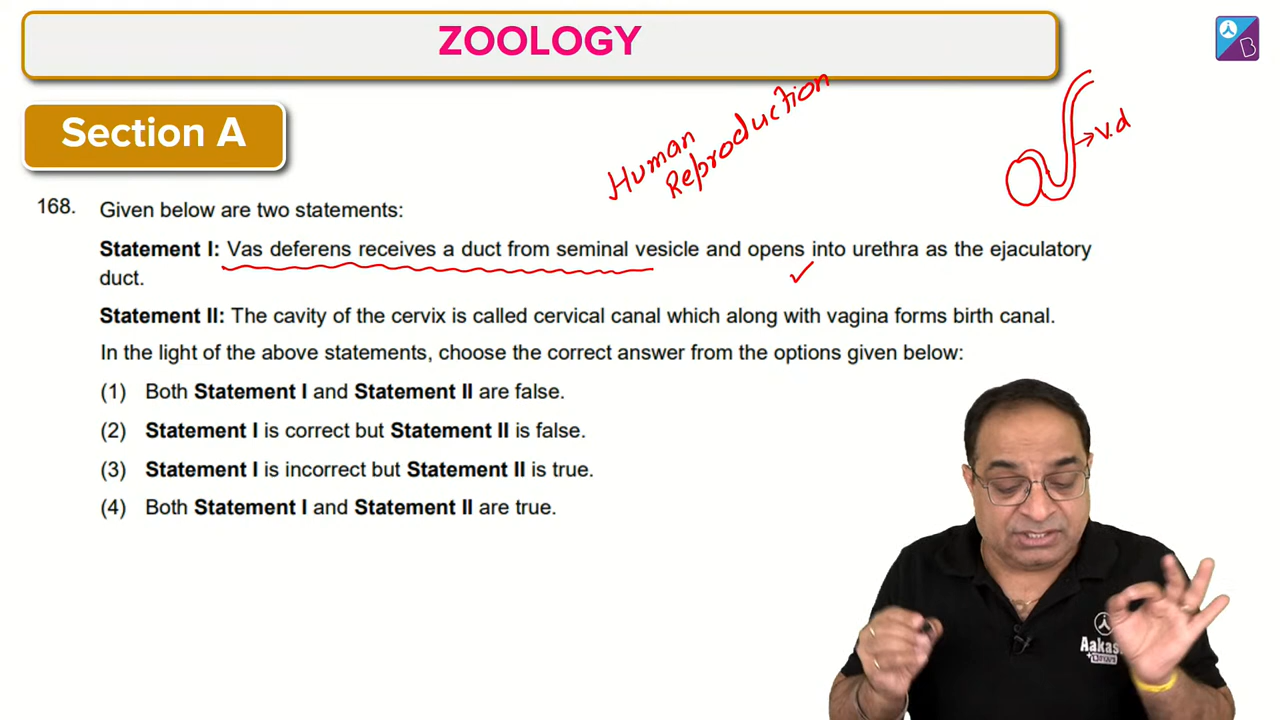 ZOOLOGY
Section A
Human
Reproduction
→v.d
168. Given below are two statements:
Statement I: Vas deferens receives a duct from seminal vesicle and opens into urethra as the ejaculatory
duct.
Statement II: The cavity of the cervix is called cervical canal which along with vagina forms birth canal.
In the light of the above statements, choose the correct answer from the options given below:
(1) Both Statement I and Statement II are false.
(2) Statement I is correct but Statement II is false.
(3) Statement I is incorrect but Statement II is true.
(4) Both Statement I and Statement II are true.
Aakas